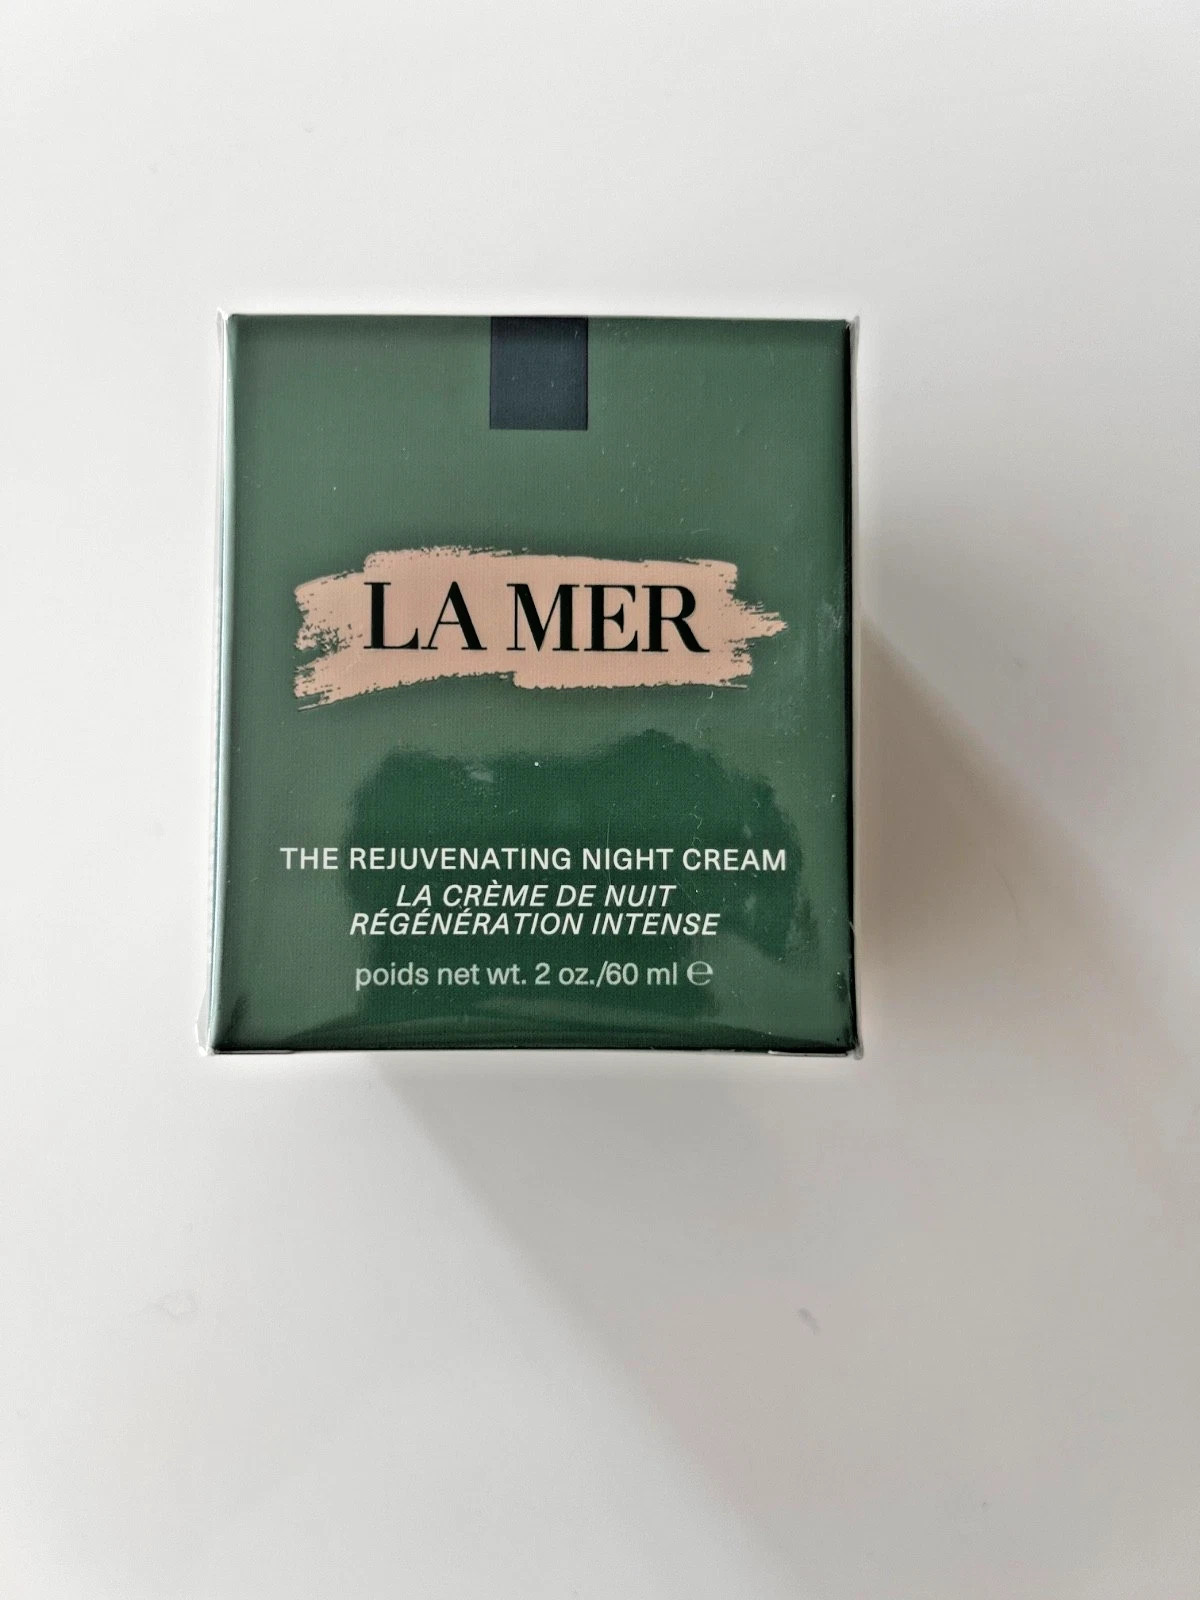 LA MER
THE REJUVENATING NIGHT CREAM
LA CRÈME DE NUIT
RÉGÉNÉRATION INTENSE
poids net wt. 2 oz./60 ml ℮